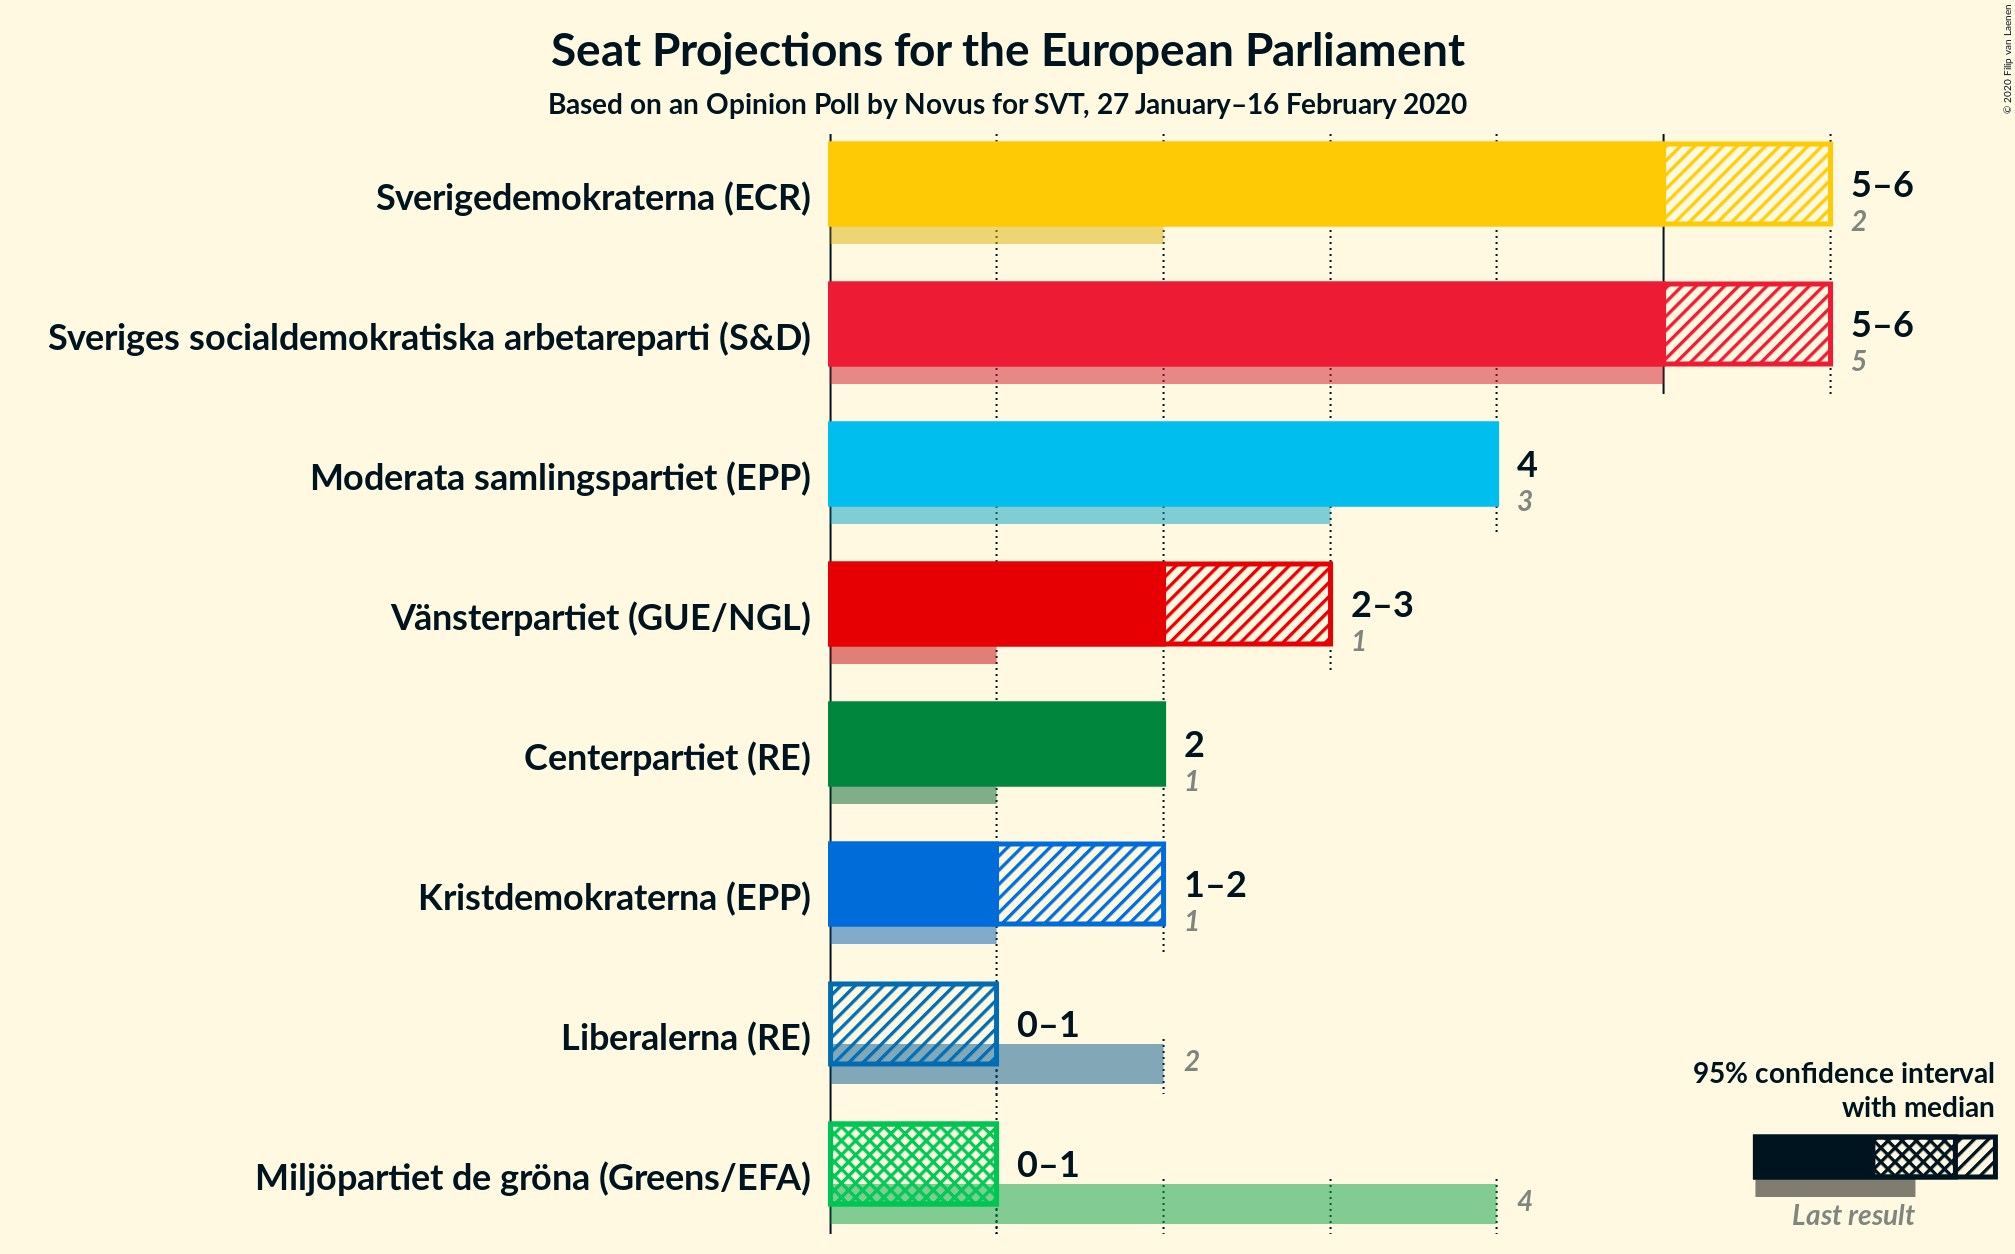 Seat Projections for the European Parliament
Based on an Opinion Poll by Novus for SVT, 27 January–16 February 2020
© 2020 Filip van Laenen
Sverigedemokraterna (ECR)
5–6
2
Sveriges socialdemokratiska arbetareparti (S&D)
5–6
5
Moderata samlingspartiet (EPP)
4
3
Vänsterpartiet (GUE/NGL)
2–3
1
Centerpartiet (RE)
2
1
Kristdemokraterna (EPP)
1–2
1
Liberalerna (RE)
0–1
2
Miljöpartiet de gröna (Greens/EFA)
0–1
4
95% confidence interval
with median
Last result